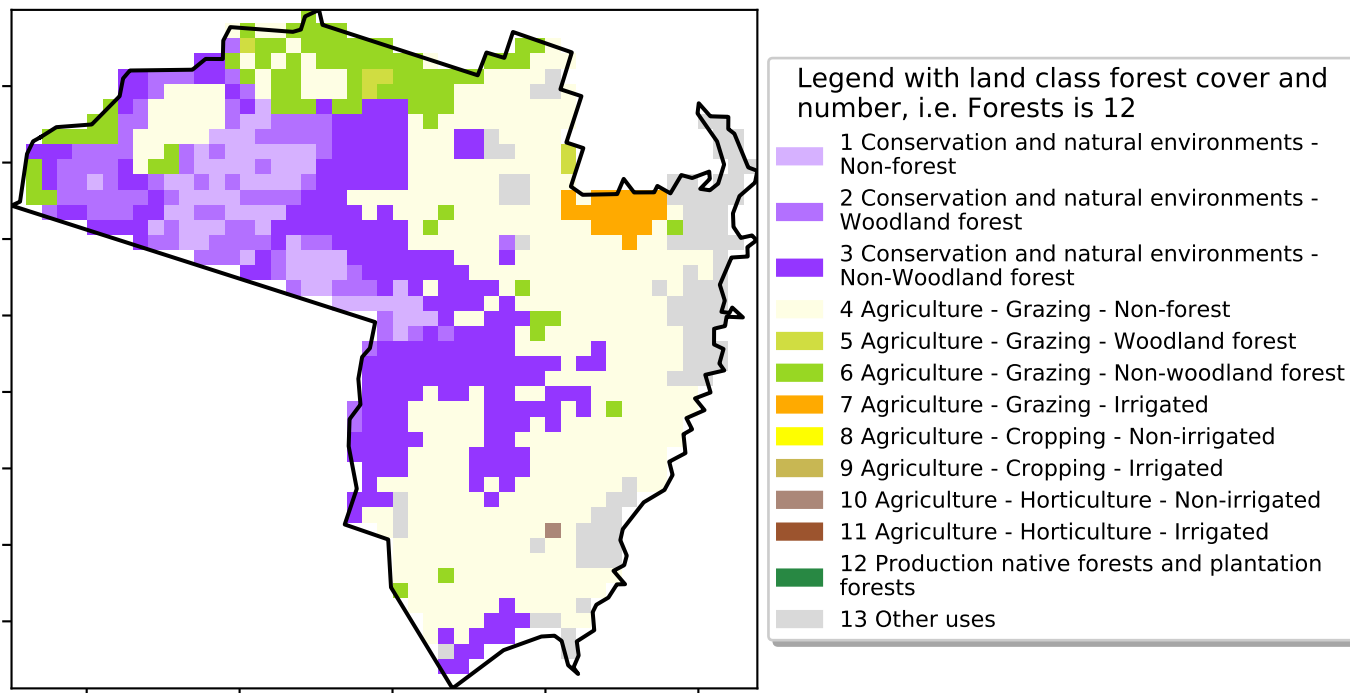 Legend with land class forest cover and
number, i.e. Forests is 12
1 Conservation and natural environments -
Non-forest
2 Conservation and natural environments -
Woodland forest
3 Conservation and natural environments -
Non-Woodland forest
4 Agriculture - Grazing - Non-forest
5 Agriculture - Grazing - Woodland forest
6 Agriculture - Grazing - Non-woodland forest
7 Agriculture - Grazing - Irrigated
8 Agriculture - Cropping - Non-irrigated
9 Agriculture - Cropping - Irrigated
10 Agriculture - Horticulture - Non-irrigated
11 Agriculture - Horticulture - Irrigated
12 Production native forests and plantation
forests
13 Other uses